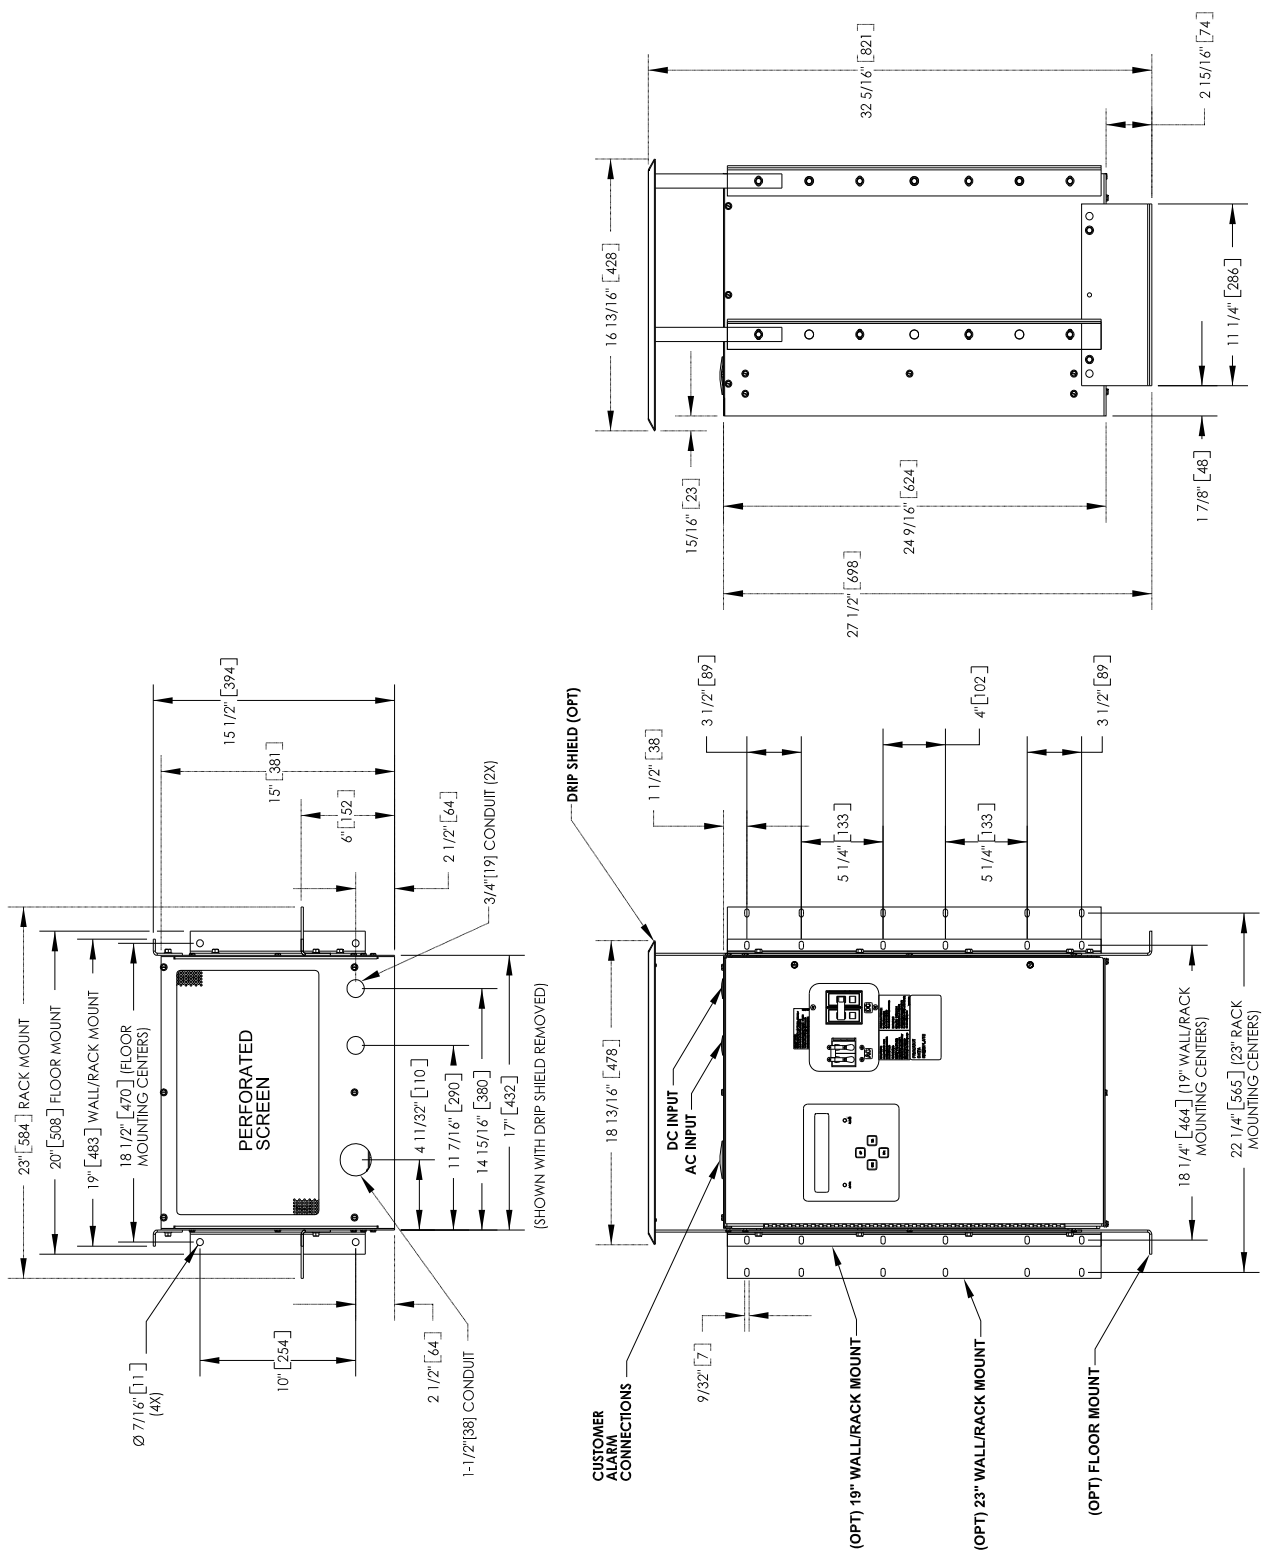 23" [584] RACK MOUNT
20" [508] FLOOR MOUNT
19" [483] WALL/RACK MOUNT
18 1/2" [470] (FLOOR
MOUNTING CENTERS)
Ø 7/16" [11]
(4X)
10" [254]
2 1/2" [64]
1-1/2"[38] CONDUIT
PERFORATED
SCREEN
15 1/2" [394]
15" [381]
6" [152]
2 1/2" [64]
3/4"[19] CONDUIT (2X)
4 11/32" [110]
11 7/16" [290]
14 15/16" [380]
17" [432]
(SHOWN WITH DRIP SHIELD REMOVED)
DRIP SHIELD (OPT)
18 13/16" [478]
DC INPUT
AC INPUT
CUSTOMER
ALARM
CONNECTIONS
9/32" [7]
(OPT) 19" WALL/RACK MOUNT
(OPT) 23" WALL/RACK MOUNT
(OPT) FLOOR MOUNT
1 1/2" [38]
3 1/2" [89]
5 1/4" [133]
4" [102]
5 1/4" [133]
3 1/2" [89]
18 1/4" [464] (19" WALL/RACK
MOUNTING CENTERS)
22 1/4" [565] (23" RACK
MOUNTING CENTERS)
16 13/16" [428]
15/16" [23]
32 5/16" [821]
24 9/16" [624]
27 1/2" [698]
2 15/16" [74]
11 1/4" [286]
1 7/8" [48]